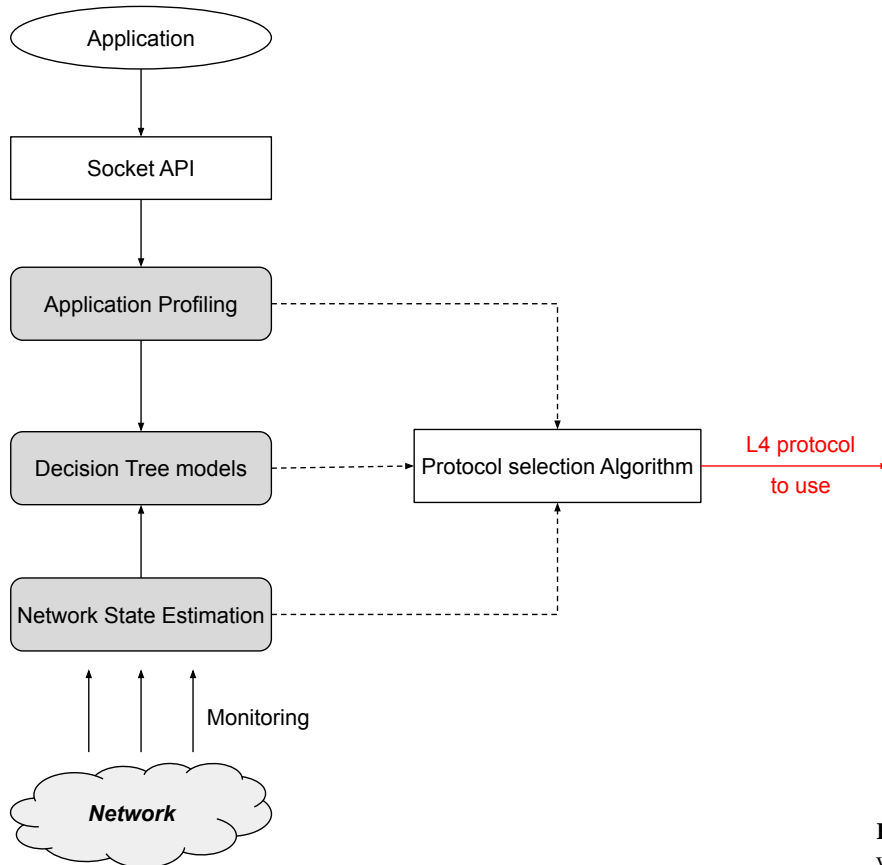 Application
Socket API
Application Profiling
Decision Tree models
Protocol selection Algorithm
L4 protocol
to use
Network State Estimation
Monitoring
Network